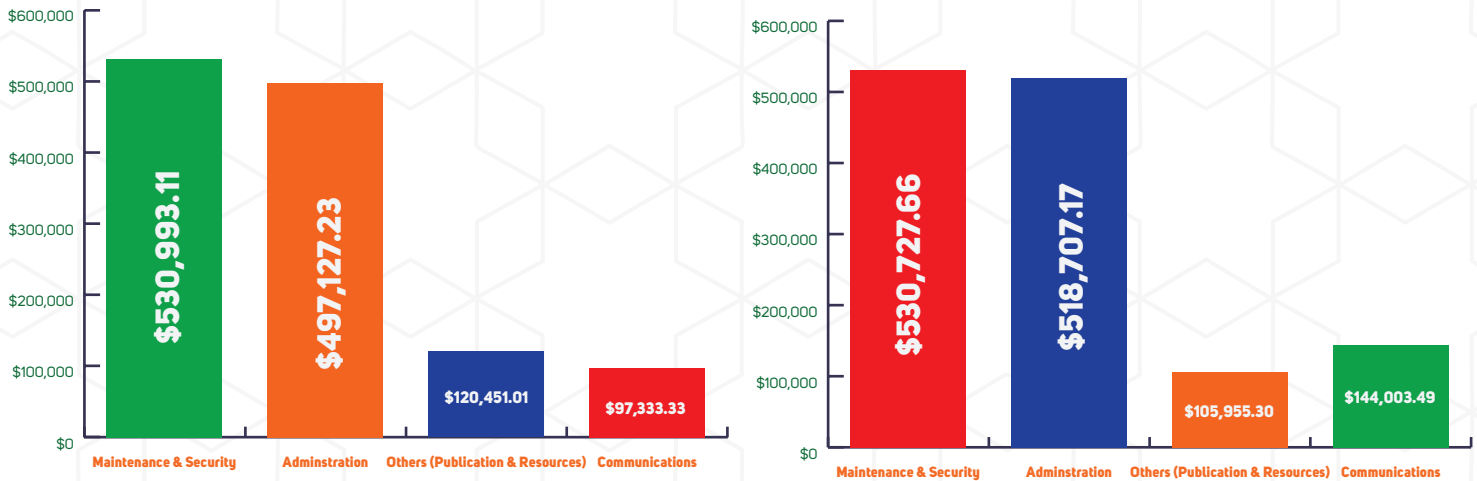 $600,000
$500,000
$400,000
$300,000
$200,000
$100,000
$0
$530,993.11
$497,127.23
$120,451.01
$97,333.33
Maintenance & Security
Adminstration
Others (Publication & Resources)
Communications
$600,000
$500,000
$400,000
$300,000
$200,000
$100,000
$0
$530,727.66
$518,707.17
$105,955.30
$144,003.49
Maintenance & Security
Adminstration
Others (Publication & Resources)
Communications